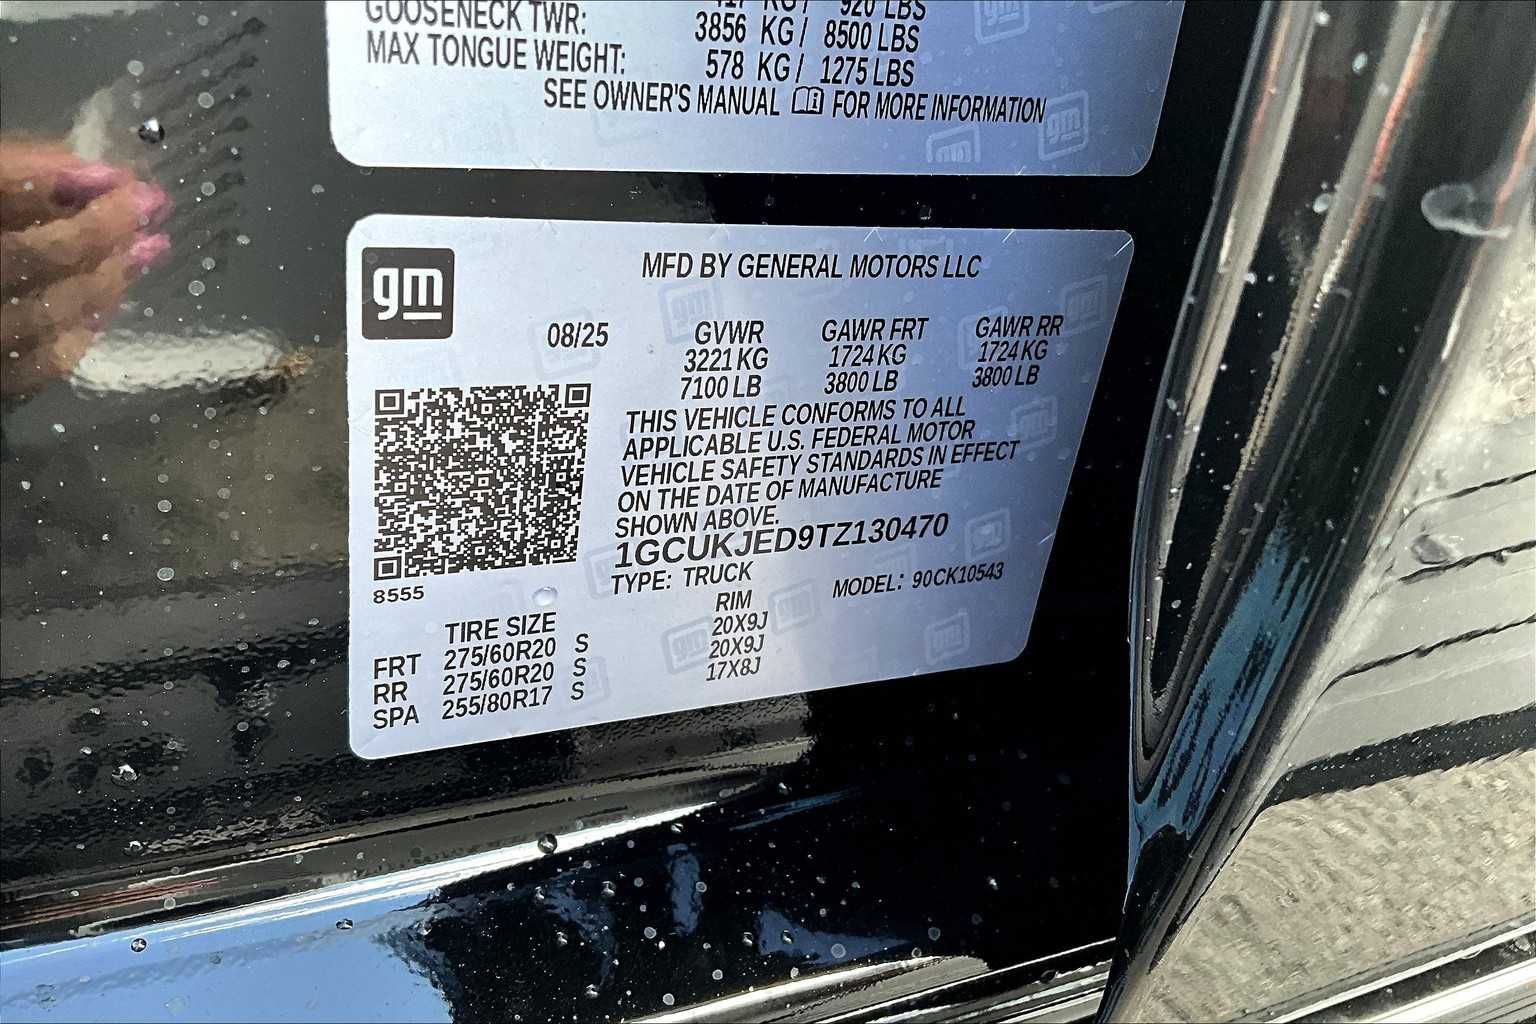 GOOSENECK TWR: 3856 KG / 8500 LBS
MAX TONGUE WEIGHT: 578 KG / 1275 LBS
SEE OWNER'S MANUAL FOR MORE INFORMATION
gm
MFD BY GENERAL MOTORS LLC
08/25 GVWR GAWR FRT GAWR RR
3221 KG 1724 KG 1724 KG
7100 LB 3800 LB 3800 LB
THIS VEHICLE CONFORMS TO ALL
APPLICABLE U.S. FEDERAL MOTOR
VEHICLE SAFETY STANDARDS IN EFFECT
ON THE DATE OF MANUFACTURE
SHOWN ABOVE.
1GCUKJED9TZ130470
TYPE: TRUCK MODEL: 90CK10543
8555
TIRE SIZE RIM
FRT 275/60R20 S 20X9J
RR 275/60R20 S 20X9J
SPA 255/80R17 S 17X8J